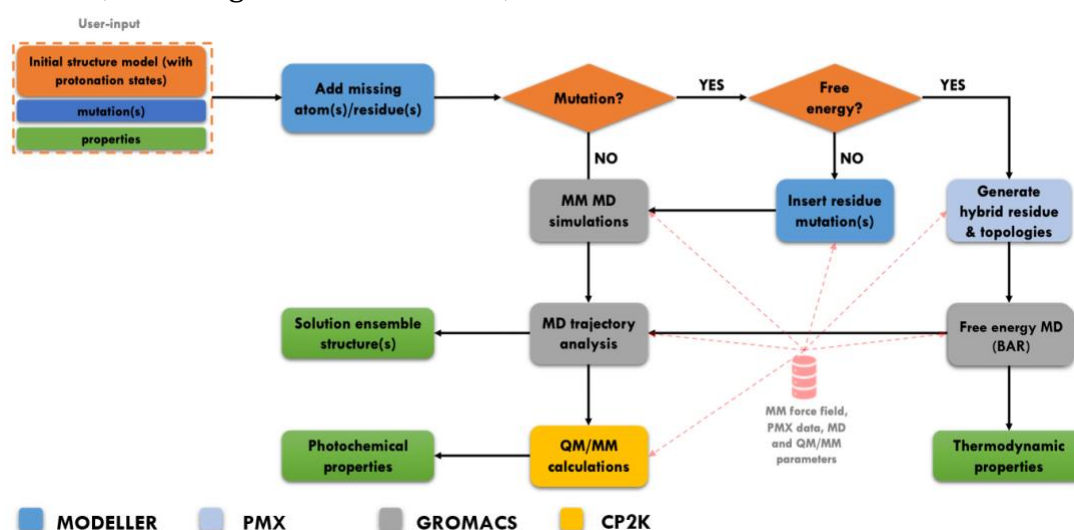 User-input
Initial structure model (with
protonation states)
mutation(s)
properties
Add missing
atom(s)/residue(s)
Mutation?
YES
Free
energy?
YES
NO
NO
MM MD
simulations
Insert residue
mutation(s)
Generate
hybrid residue
& topologies
Solution ensemble
structure(s)
MD trajectory
analysis
Free energy MD
(BAR)
MM force field,
PMX data, MD
and QM/MM
parameters
Photochemical
properties
QM/MM
calculations
Thermodynamic
properties
MODELLER
PMX
GROMACS
CP2K